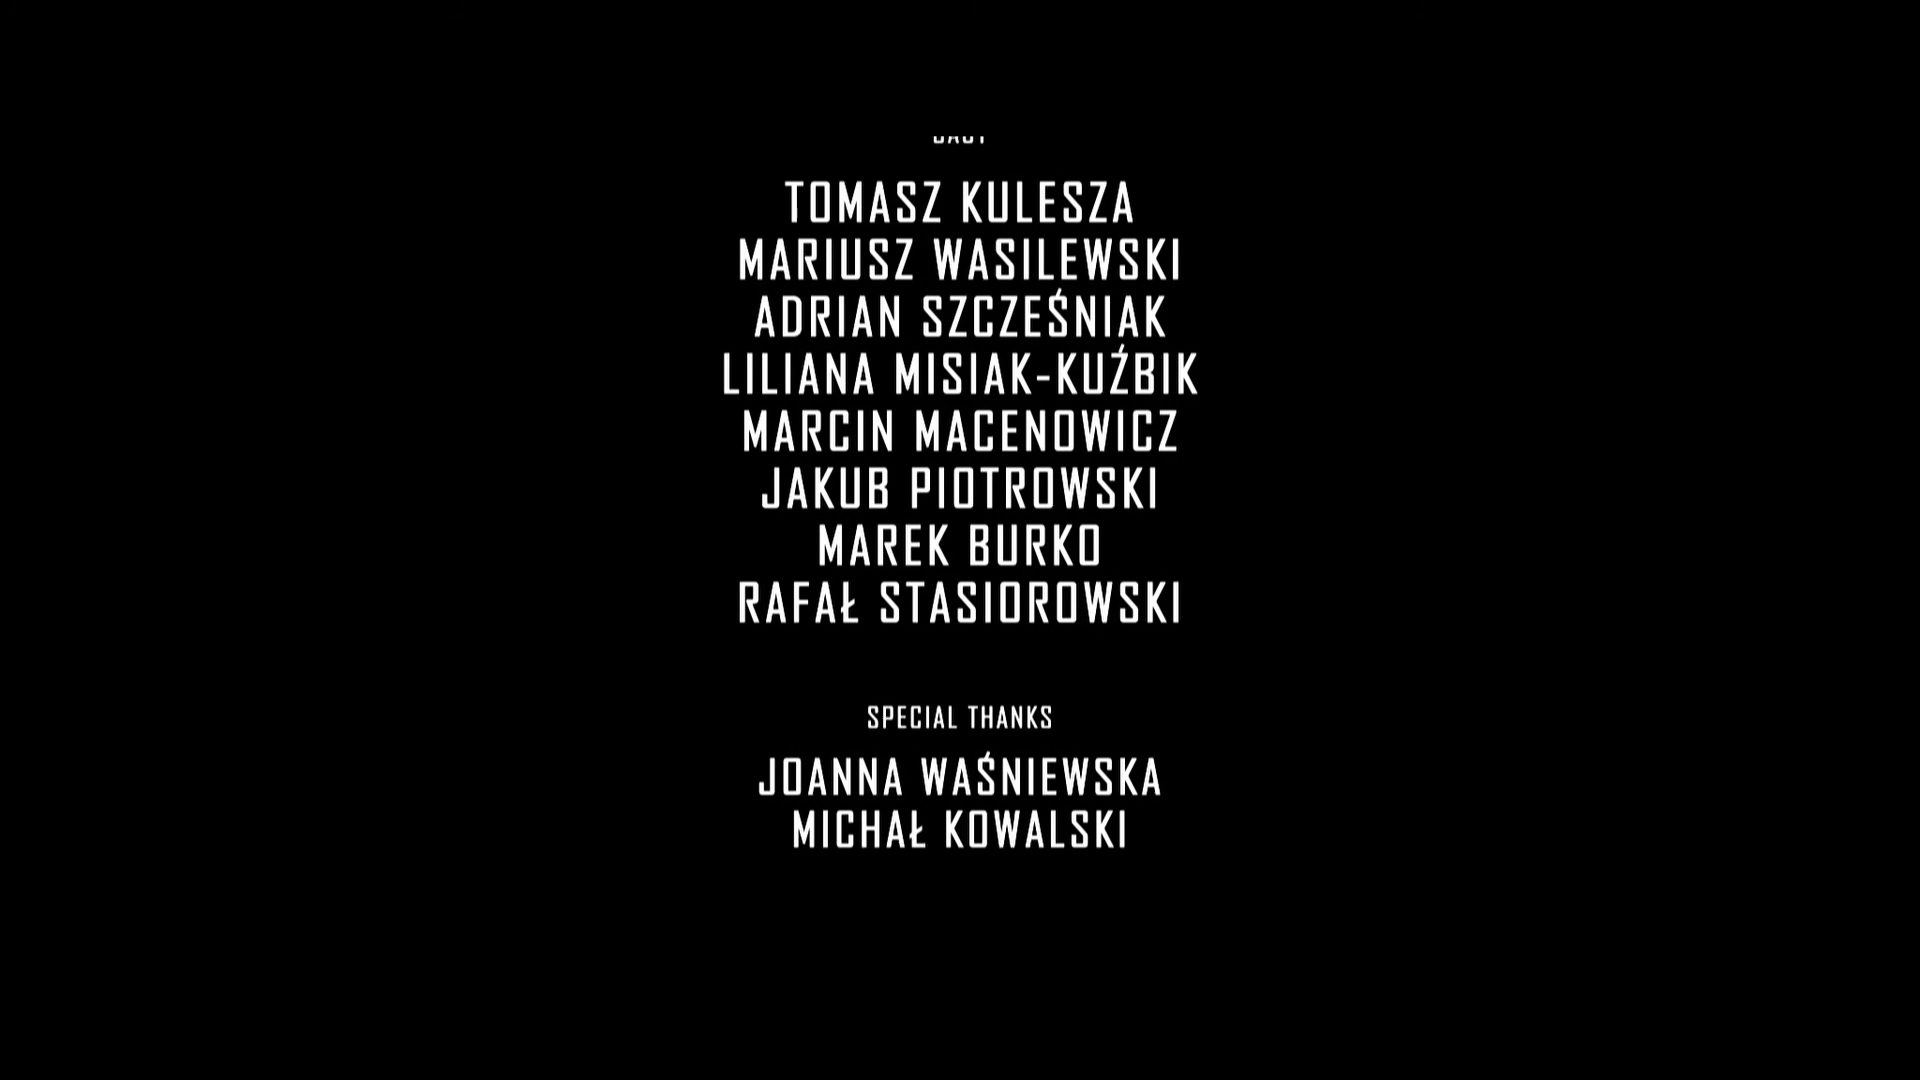 TOMASZ KULESZA
MARIUSZ WASILEWSKI
ADRIAN SZCZEŚNIAK
LILIANA MISIAK-KUŹBIK
MARCIN MACENOWICZ
JAKUB PIOTROWSKI
MAREK BURKO
RAFAŁ STASIOROWSKI
SPECIAL THANKS
JOANNA WAŚNIEWSKA
MICHAŁ KOWALSKI